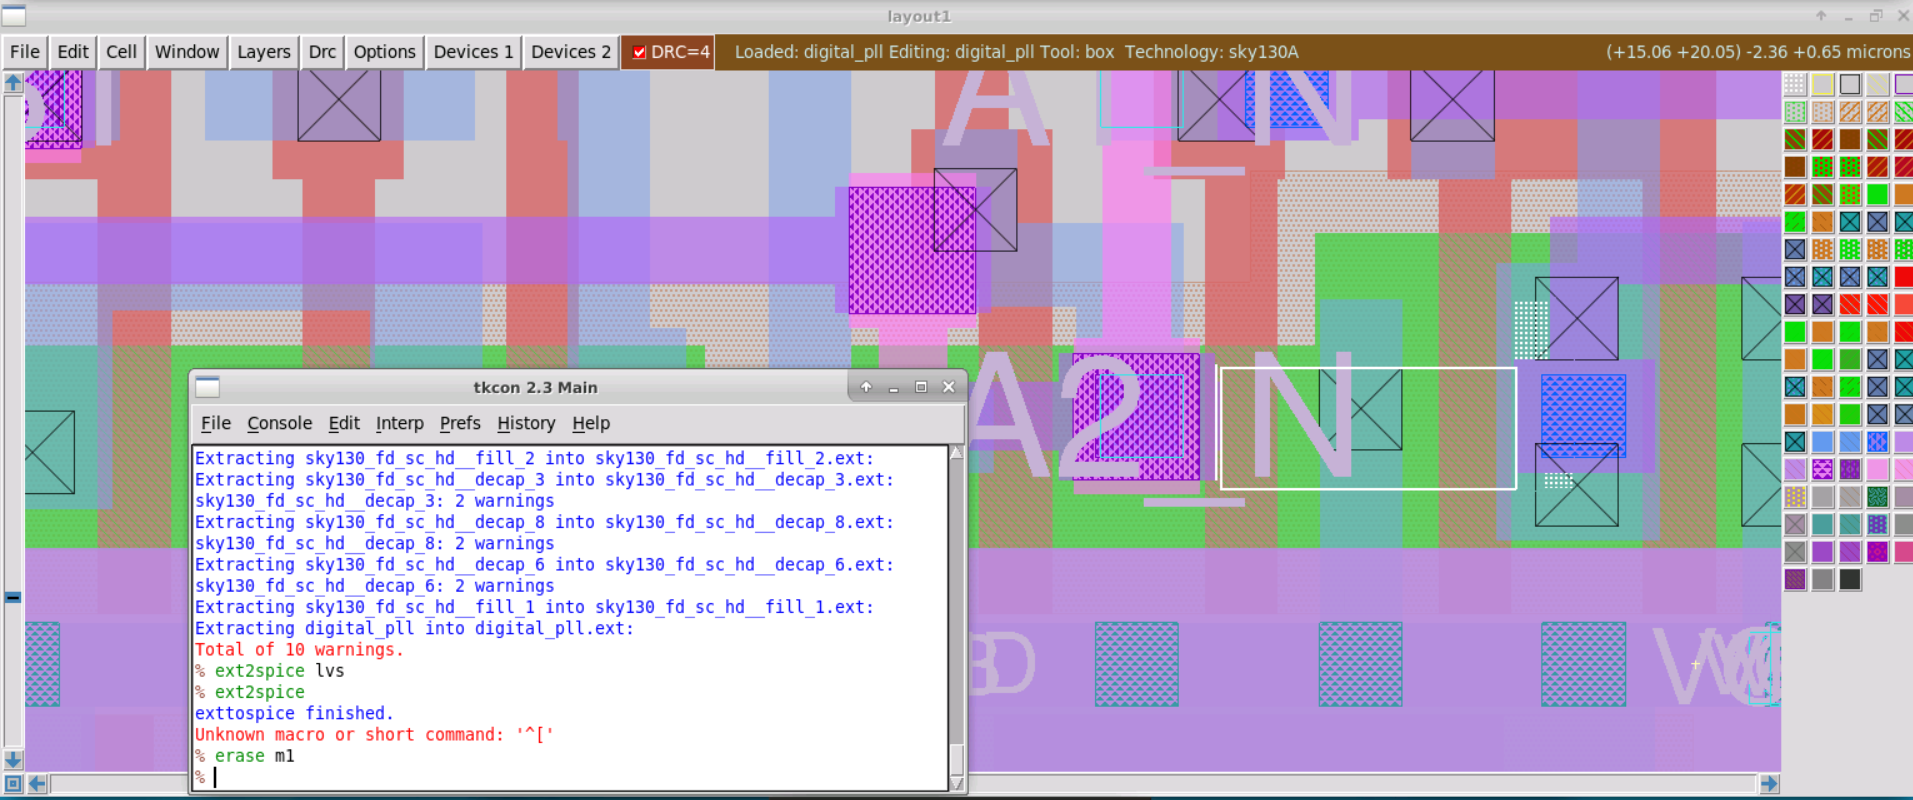 layout1
File Edit Cell Window Layers Drc Options Devices 1 Devices 2 DRC=4 Loaded: digital_pll Editing: digital_pll Tool: box Technology: sky130A (+15.06 +20.05) -2.36 +0.65 microns
A_N
A2_N
tkcon 2.3 Main
File Console Edit Interp Prefs History Help
Extracting sky130_fd_sc_hd__fill_2 into sky130_fd_sc_hd__fill_2.ext:
Extracting sky130_fd_sc_hd__decap_3 into sky130_fd_sc_hd__decap_3.ext:
sky130_fd_sc_hd__decap_3: 2 warnings
Extracting sky130_fd_sc_hd__decap_8 into sky130_fd_sc_hd__decap_8.ext:
sky130_fd_sc_hd__decap_8: 2 warnings
Extracting sky130_fd_sc_hd__decap_6 into sky130_fd_sc_hd__decap_6.ext:
sky130_fd_sc_hd__decap_6: 2 warnings
Extracting sky130_fd_sc_hd__fill_1 into sky130_fd_sc_hd__fill_1.ext:
Extracting digital_pll into digital_pll.ext:
Total of 10 warnings.
% ext2spice lvs
% ext2spice
exttospice finished.
Unknown macro or short command: '^['
% erase m1
%